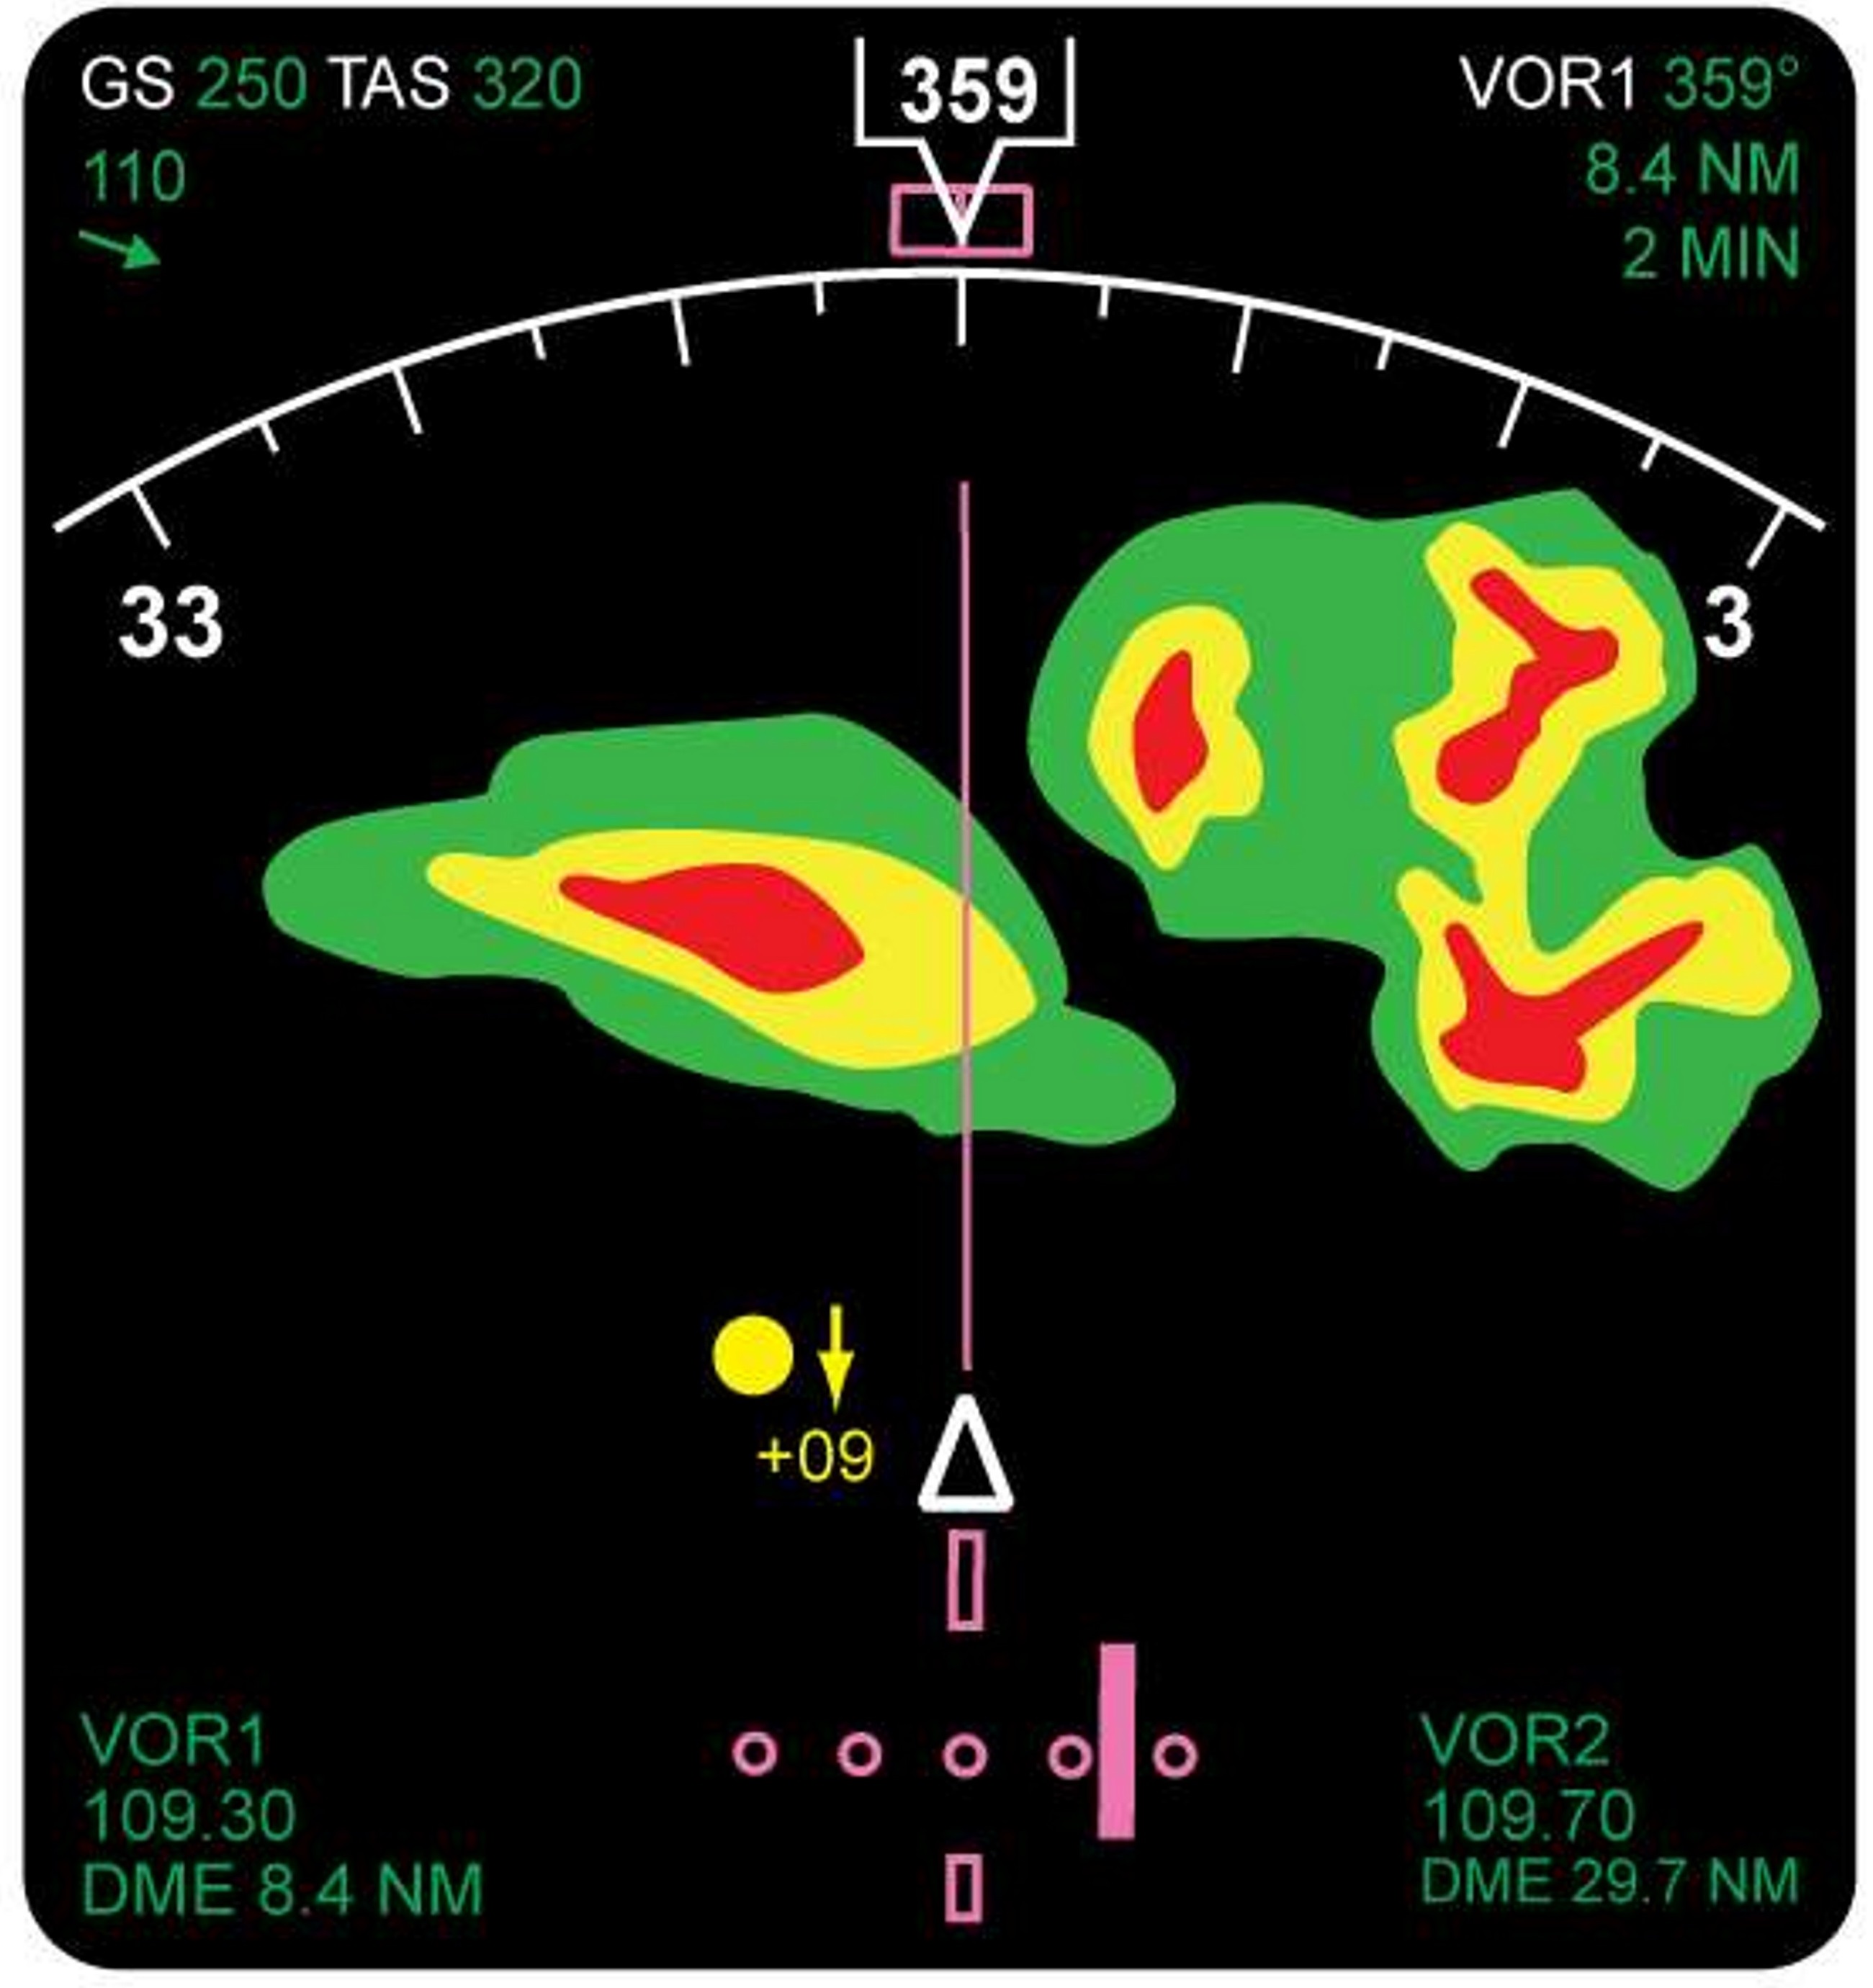 GS 250 TAS 320
359
VOR1 359°
110
8.4 NM
2 MIN
33
3
+09
VOR1
109.30
DME 8.4 NM
VOR2
109.70
DME 29.7 NM